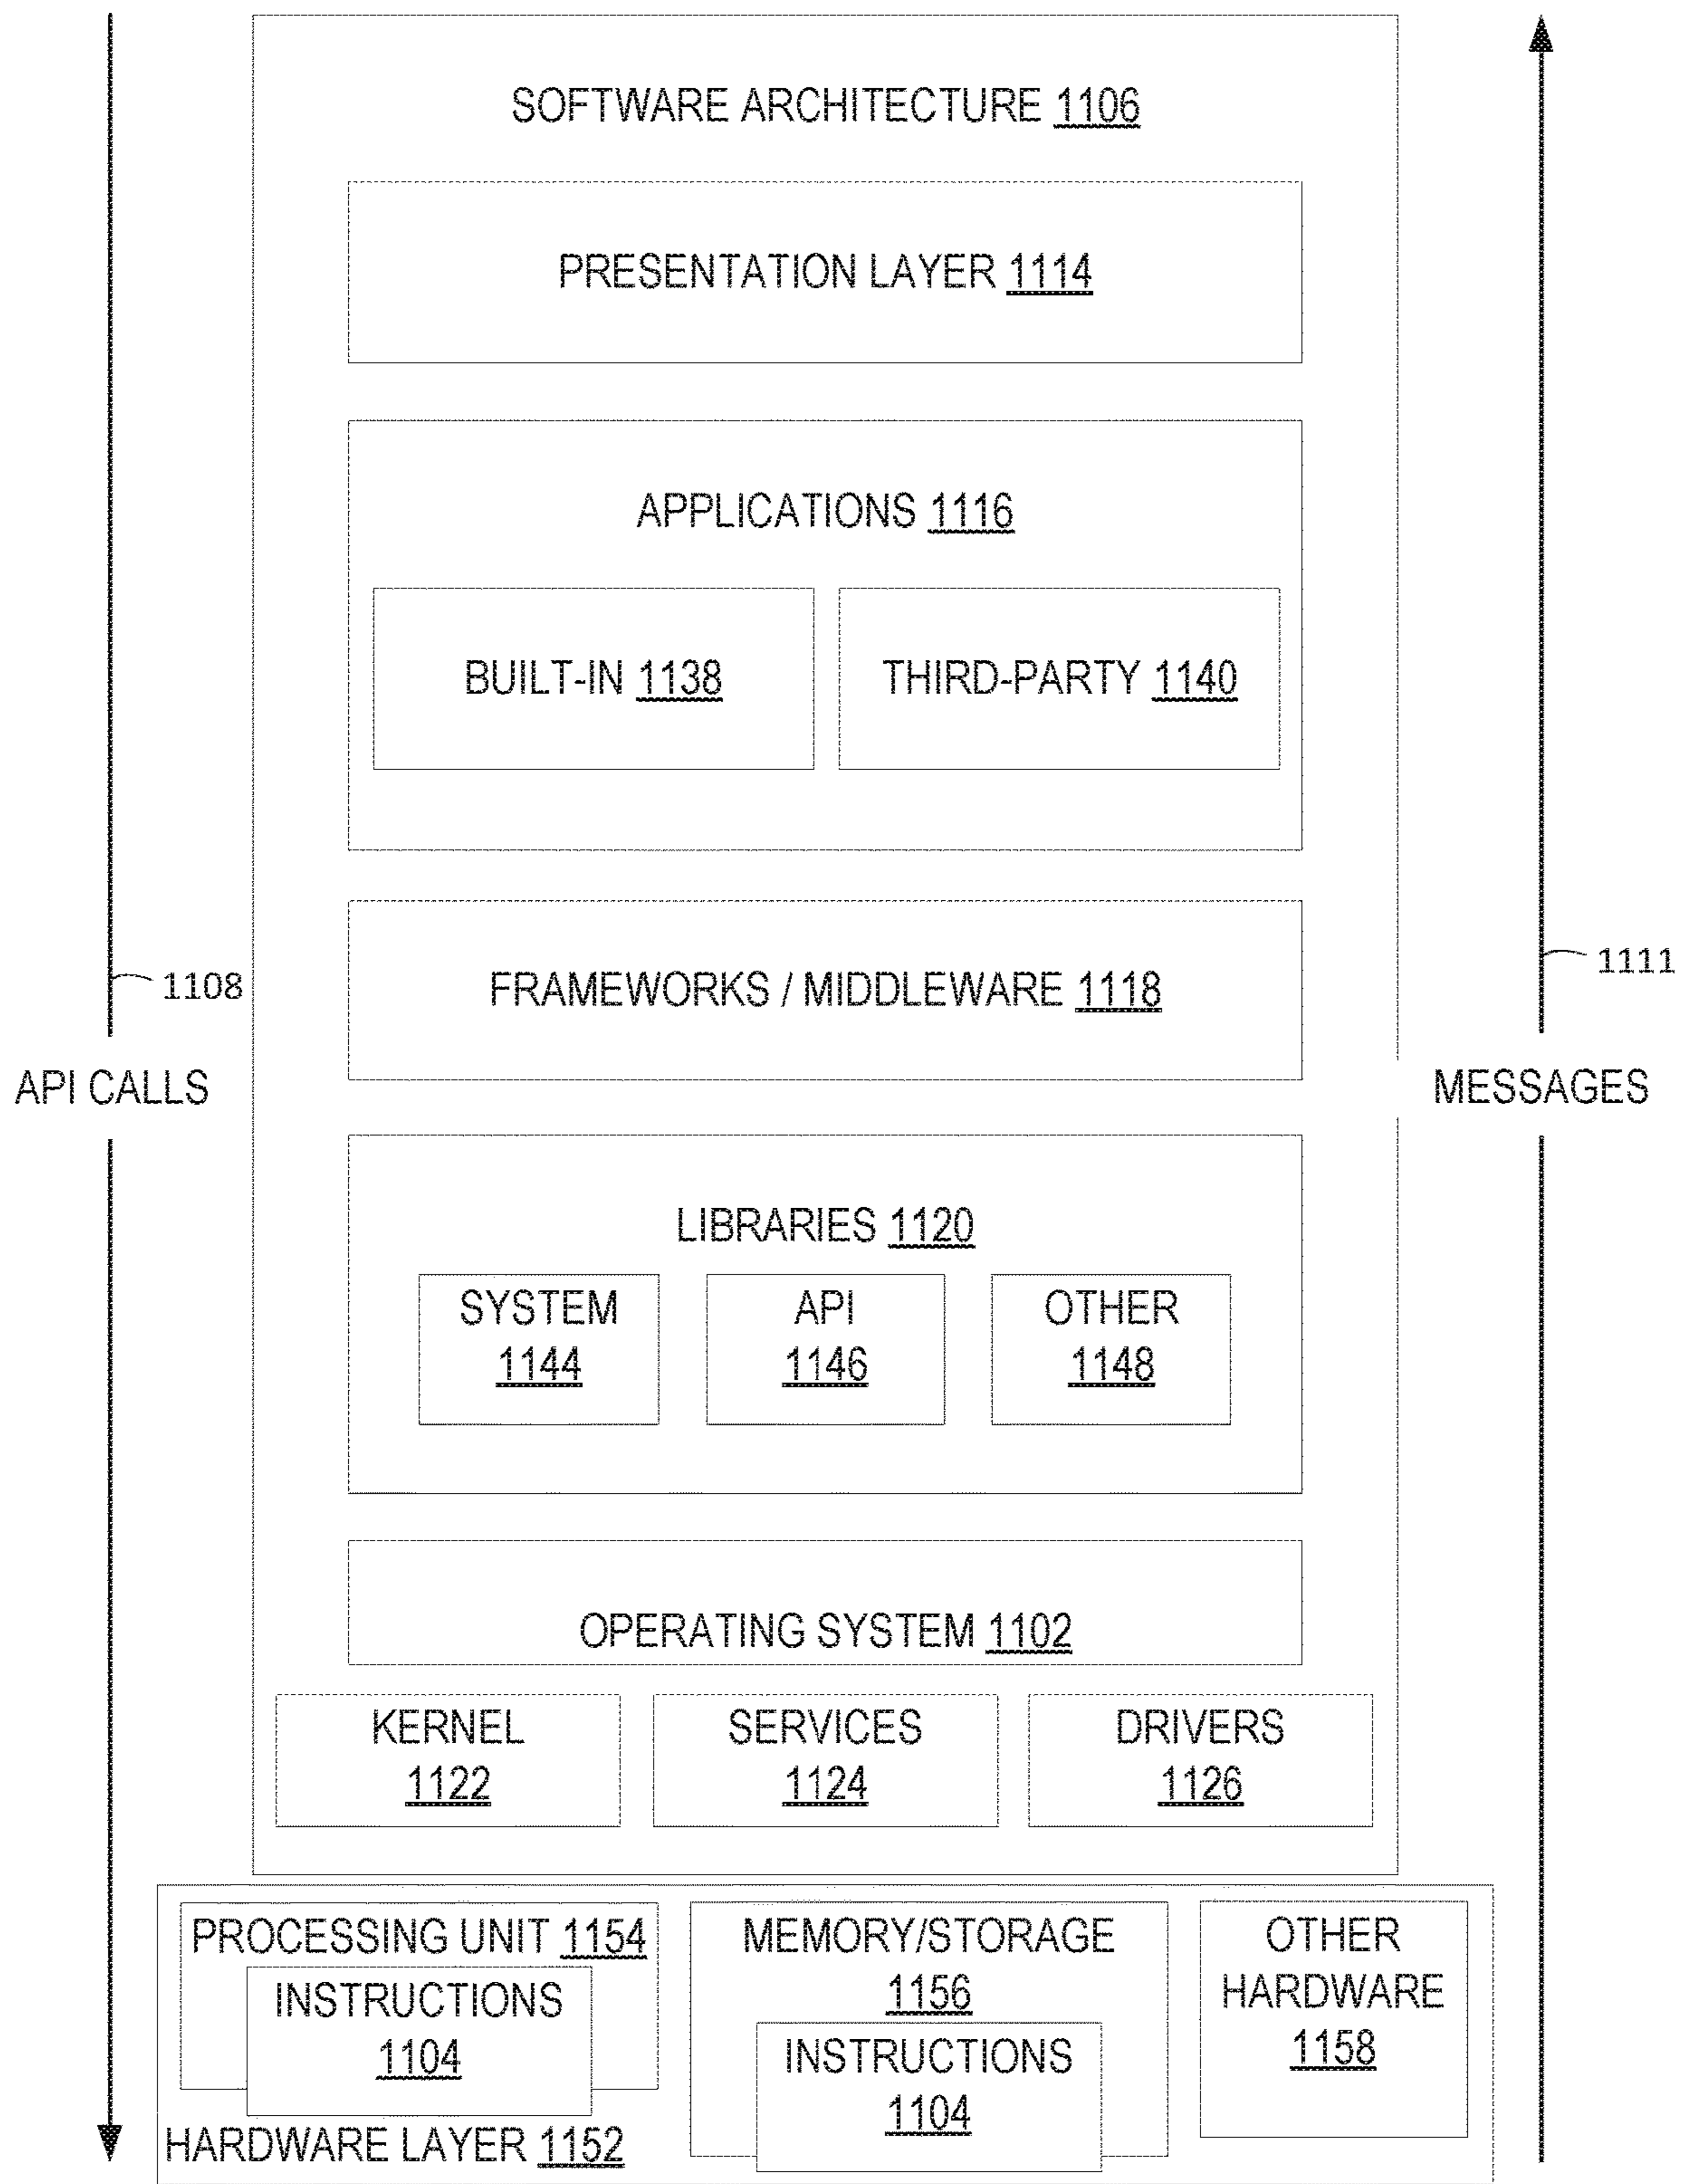 SOFTWARE ARCHITECTURE 1106
PRESENTATION LAYER 1114
APPLICATIONS 1116
BUILT-IN 1138
THIRD-PARTY 1140
FRAMEWORKS / MIDDLEWARE 1118
1108
1111
API CALLS
MESSAGES
LIBRARIES 1120
SYSTEM
1144
API
1146
OTHER
1148
OPERATING SYSTEM 1102
KERNEL
1122
SERVICES
1124
DRIVERS
1126
PROCESSING UNIT 1154
INSTRUCTIONS
1104
MEMORY/STORAGE
1156
INSTRUCTIONS
1104
OTHER
HARDWARE
1158
HARDWARE LAYER 1152